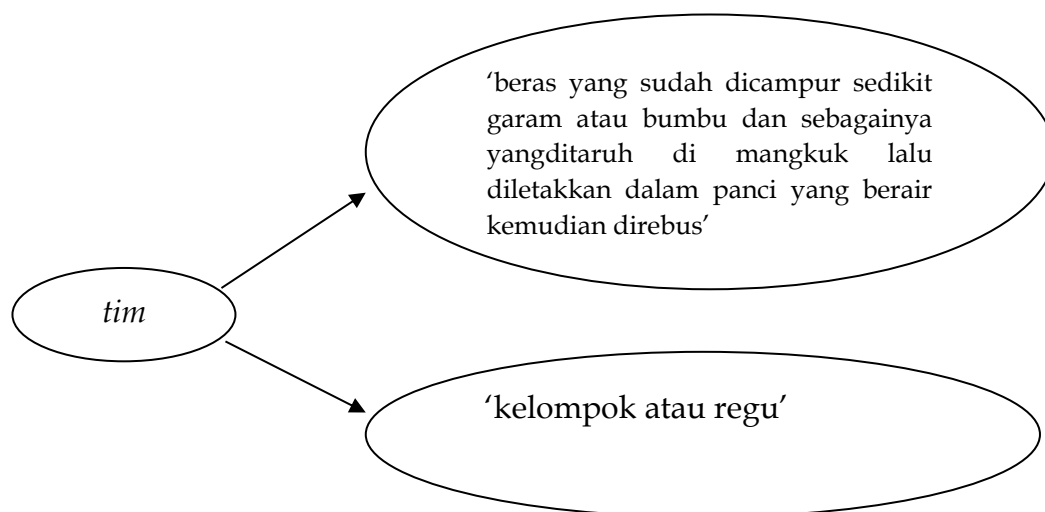 ‘beras yang sudah dicampur sedikit
garam atau bumbu dan sebagainya
yangditaruh di mangkuk lalu
diletakkan dalam panci yang berair
kemudian direbus’
tim
‘kelompok atau regu’